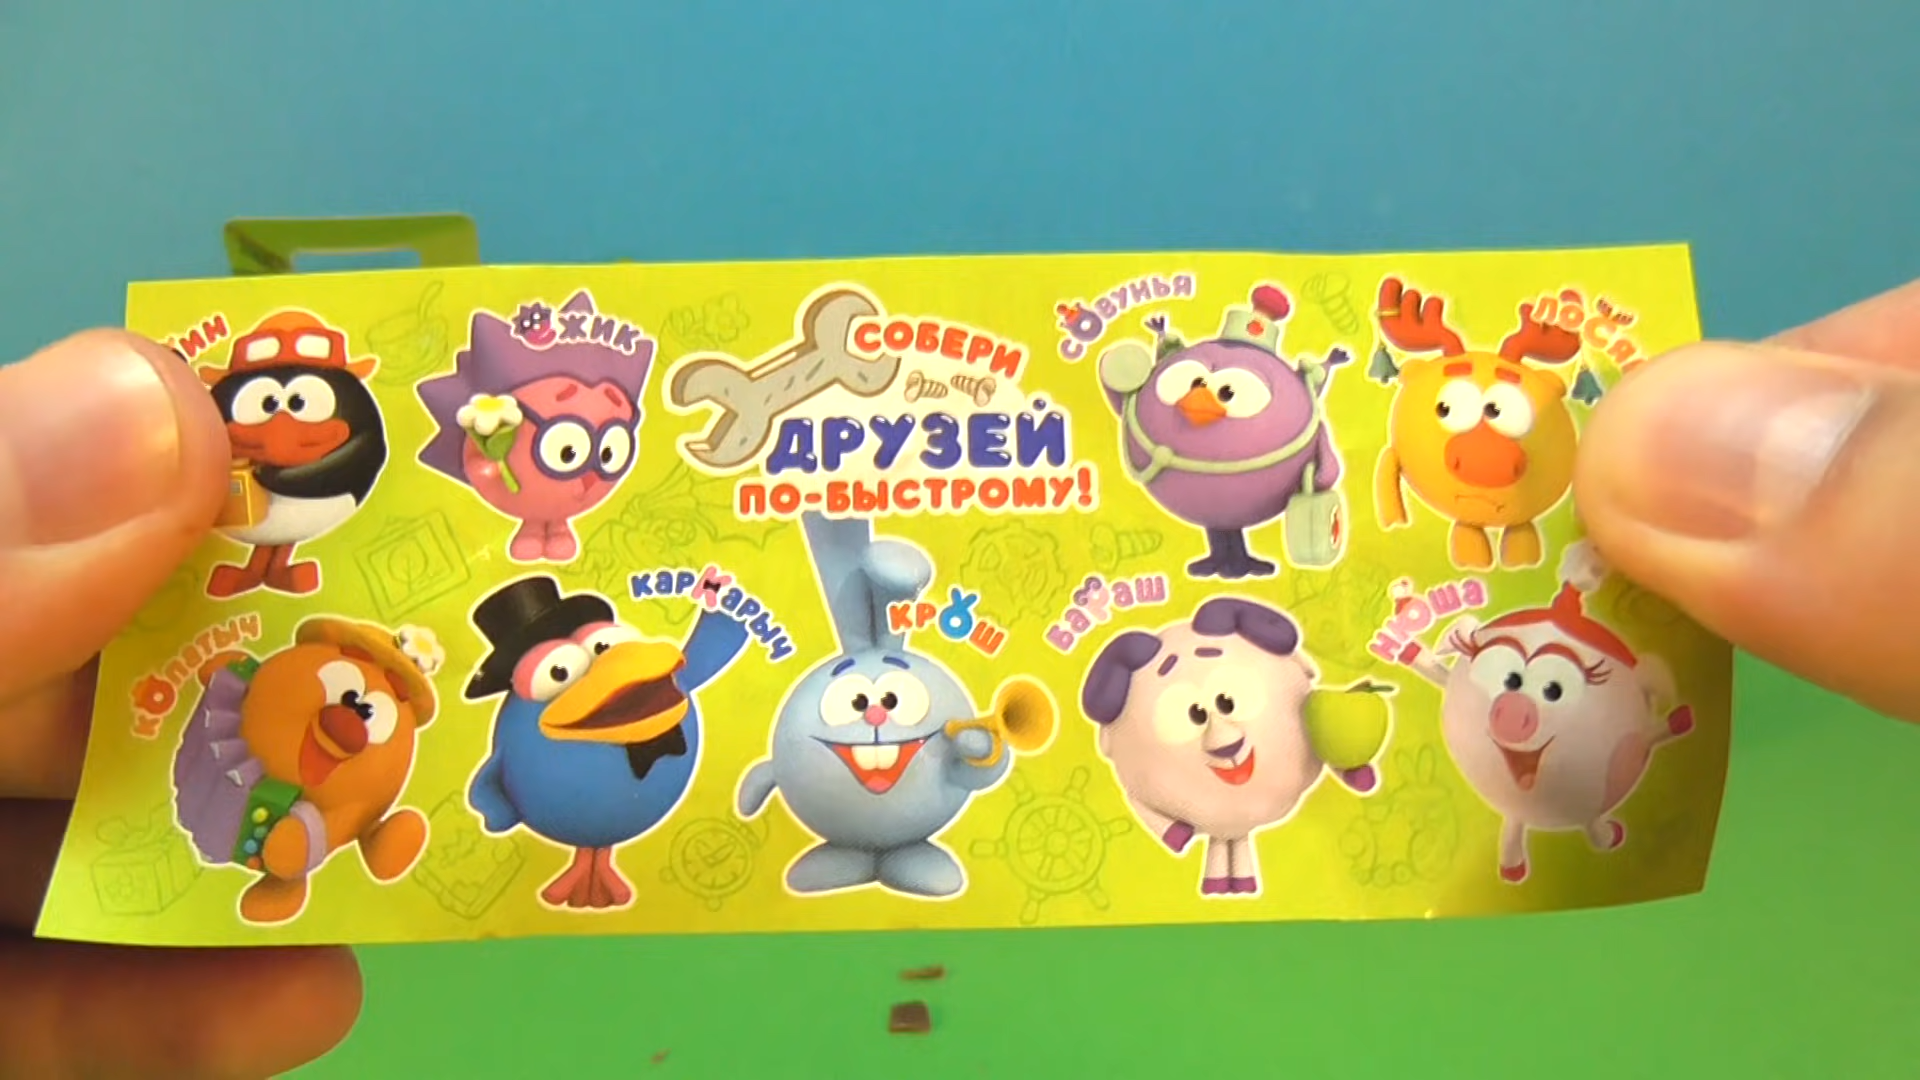 ЁЖИК
СОБЕРИ
ДРУЗЕЙ
ПО-БЫСТРОМУ!
СОВУНЬЯ
КОПАТЫЧ
КАРКАРЫЧ
КРОШ
БАРАШ
НЮША